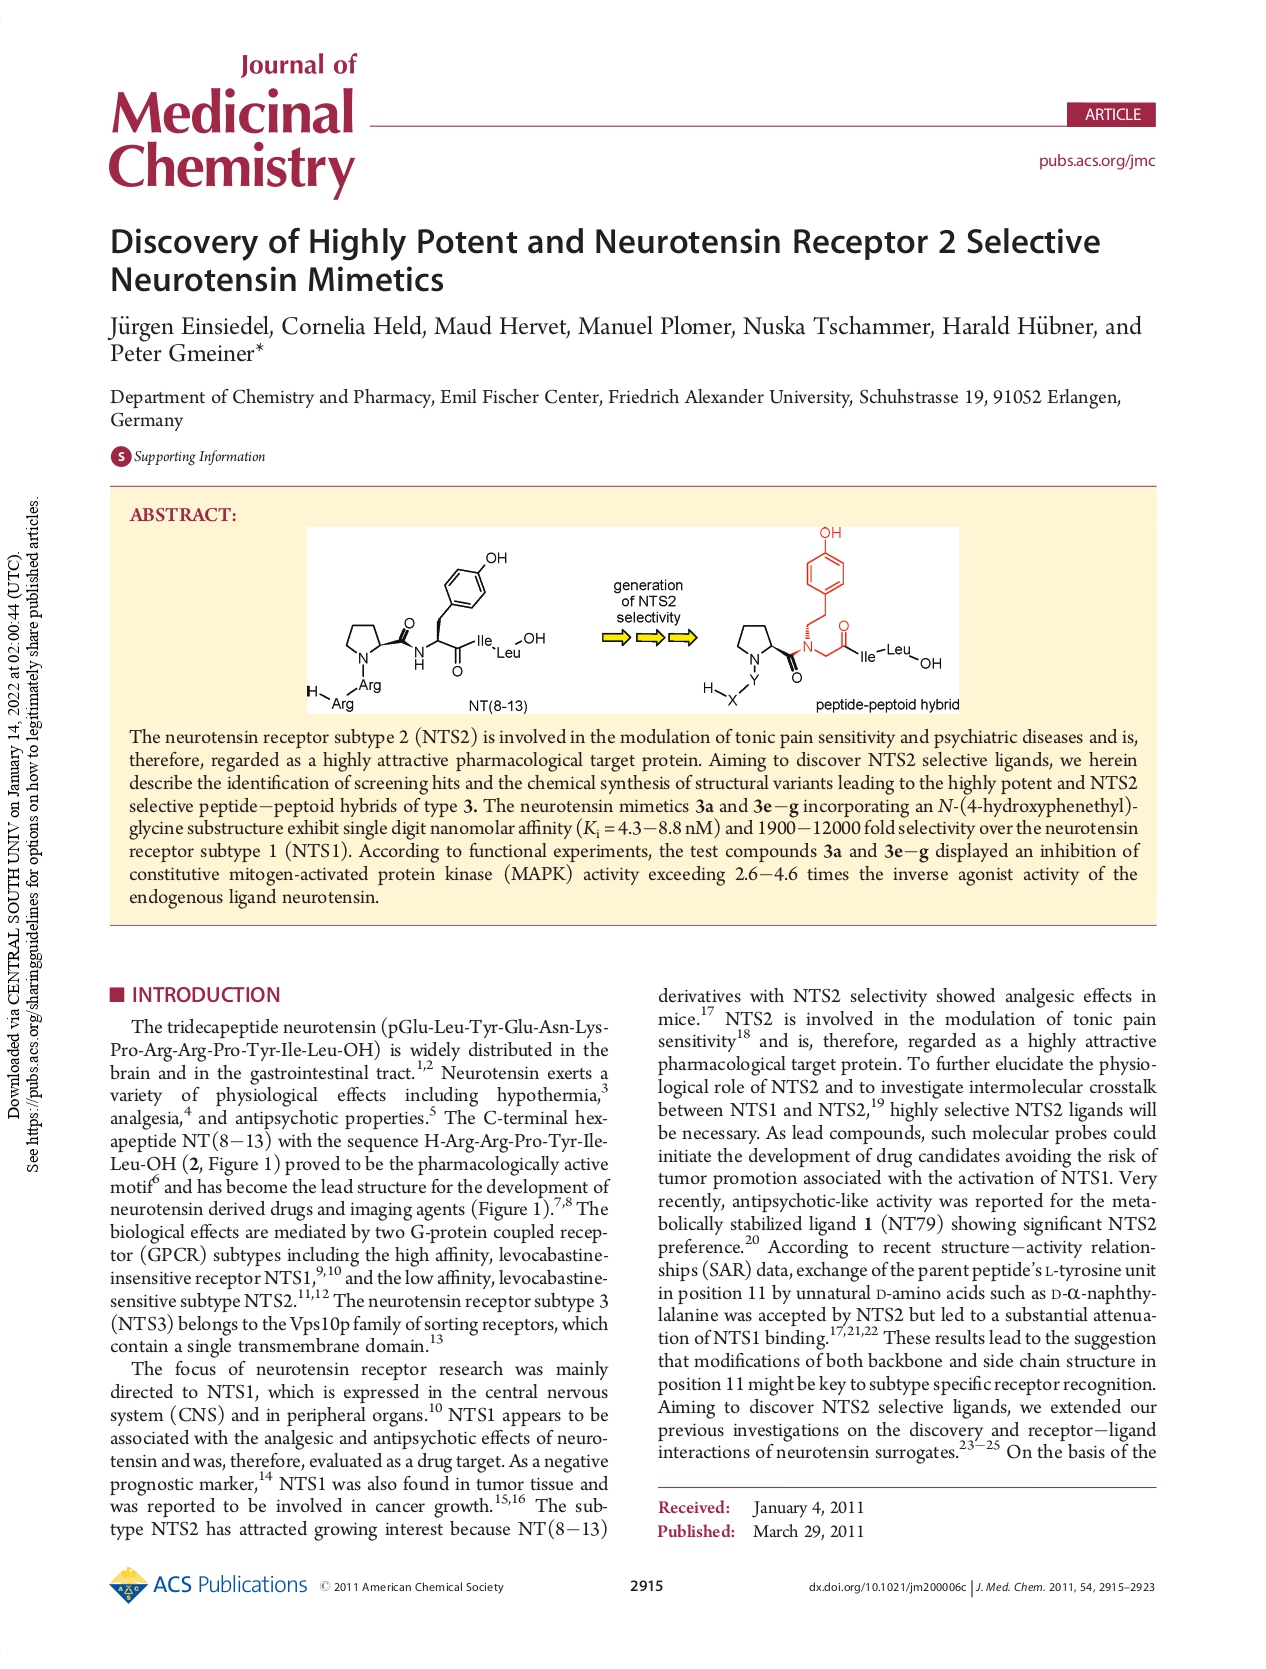 Journal of
Medicinal
Chemistry
ARTICLE
pubs.acs.org/jmc
Discovery of Highly Potent and Neurotensin Receptor 2 Selective
Neurotensin Mimetics
Jürgen Einsiedel, Cornelia Held, Maud Hervet, Manuel Plomer, Nuska Tschammer, Harald Hübner, and
Peter Gmeiner*
Department of Chemistry and Pharmacy, Emil Fischer Center, Friedrich Alexander University, Schuhstrasse 19, 91052 Erlangen,
Germany
S Supporting Information
ABSTRACT:
OH
O
N
N
H
O
Ile
Leu
OH
Arg
H
Arg
NT(8-13)
generation
of NTS2
selectivity
OH
O
N
N
O
Ile
Leu
OH
Y
H
X
peptide-peptoid hybrid
The neurotensin receptor subtype 2 (NTS2) is involved in the modulation of tonic pain sensitivity and psychiatric diseases and is,
therefore, regarded as a highly attractive pharmacological target protein. Aiming to discover NTS2 selective ligands, we herein
describe the identification of screening hits and the chemical synthesis of structural variants leading to the highly potent and NTS2
selective peptide−peptoid hybrids of type 3. The neurotensin mimetics 3a and 3e−g incorporating an N-(4-hydroxyphenethyl)-
glycine substructure exhibit single digit nanomolar affinity (Ki = 4.3−8.8 nM) and 1900−12000 fold selectivity over the neurotensin
receptor subtype 1 (NTS1). According to functional experiments, the test compounds 3a and 3e−g displayed an inhibition of
constitutive mitogen-activated protein kinase (MAPK) activity exceeding 2.6−4.6 times the inverse agonist activity of the
endogenous ligand neurotensin.
INTRODUCTION
The tridecapeptide neurotensin (pGlu-Leu-Tyr-Glu-Asn-Lys-
Pro-Arg-Arg-Pro-Tyr-Ile-Leu-OH) is widely distributed in the
brain and in the gastrointestinal tract.1,2 Neurotensin exerts a
variety of physiological effects including hypothermia,3
analgesia,4 and antipsychotic properties.5 The C-terminal hex-
apeptide NT(8−13) with the sequence H-Arg-Arg-Pro-Tyr-Ile-
Leu-OH (2, Figure 1) proved to be the pharmacologically active
motif6 and has become the lead structure for the development of
neurotensin derived drugs and imaging agents (Figure 1).7,8 The
biological effects are mediated by two G-protein coupled recep-
tor (GPCR) subtypes including the high affinity, levocabastine-
insensitive receptor NTS1,9,10 and the low affinity, levocabastine-
sensitive subtype NTS2.11,12 The neurotensin receptor subtype 3
(NTS3) belongs to the Vps10p family of sorting receptors, which
contain a single transmembrane domain.13
The focus of neurotensin receptor research was mainly
directed to NTS1, which is expressed in the central nervous
system (CNS) and in peripheral organs.10 NTS1 appears to be
associated with the analgesic and antipsychotic effects of neuro-
tensin and was, therefore, evaluated as a drug target. As a negative
prognostic marker,14 NTS1 was also found in tumor tissue and
was reported to be involved in cancer growth.15,16 The sub-
type NTS2 has attracted growing interest because NT(8−13)
derivatives with NTS2 selectivity showed analgesic effects in
mice.17 NTS2 is involved in the modulation of tonic pain
sensitivity18 and is, therefore, regarded as a highly attractive
pharmacological target protein. To further elucidate the physio-
logical role of NTS2 and to investigate intermolecular crosstalk
between NTS1 and NTS2,19 highly selective NTS2 ligands will
be necessary. As lead compounds, such molecular probes could
initiate the development of drug candidates avoiding the risk of
tumor promotion associated with the activation of NTS1. Very
recently, antipsychotic-like activity was reported for the meta-
bolically stabilized ligand 1 (NT79) showing significant NTS2
preference.20 According to recent structure−activity relation-
ships (SAR) data, exchange of the parent peptide's L-tyrosine unit
in position 11 by unnatural D-amino acids such as D-α-naphthy-
lalanine was accepted by NTS2 but led to a substantial attenua-
tion of NTS1 binding.17,21,22 These results lead to the suggestion
that modifications of both backbone and side chain structure in
position 11 might be key to subtype specific receptor recognition.
Aiming to discover NTS2 selective ligands, we extended our
previous investigations on the discovery and receptor−ligand
interactions of neurotensin surrogates.23−25 On the basis of the
Received: January 4, 2011
Published: March 29, 2011
ACS Publications © 2011 American Chemical Society
2915
dx.doi.org/10.1021/jm200006c | J. Med. Chem. 2011, 54, 2915–2923
Downloaded via CENTRAL SOUTH UNIV on January 14, 2022 at 02:00:44 (UTC).
See https://pubs.acs.org/sharingguidelines for options on how to legitimately share published articles.